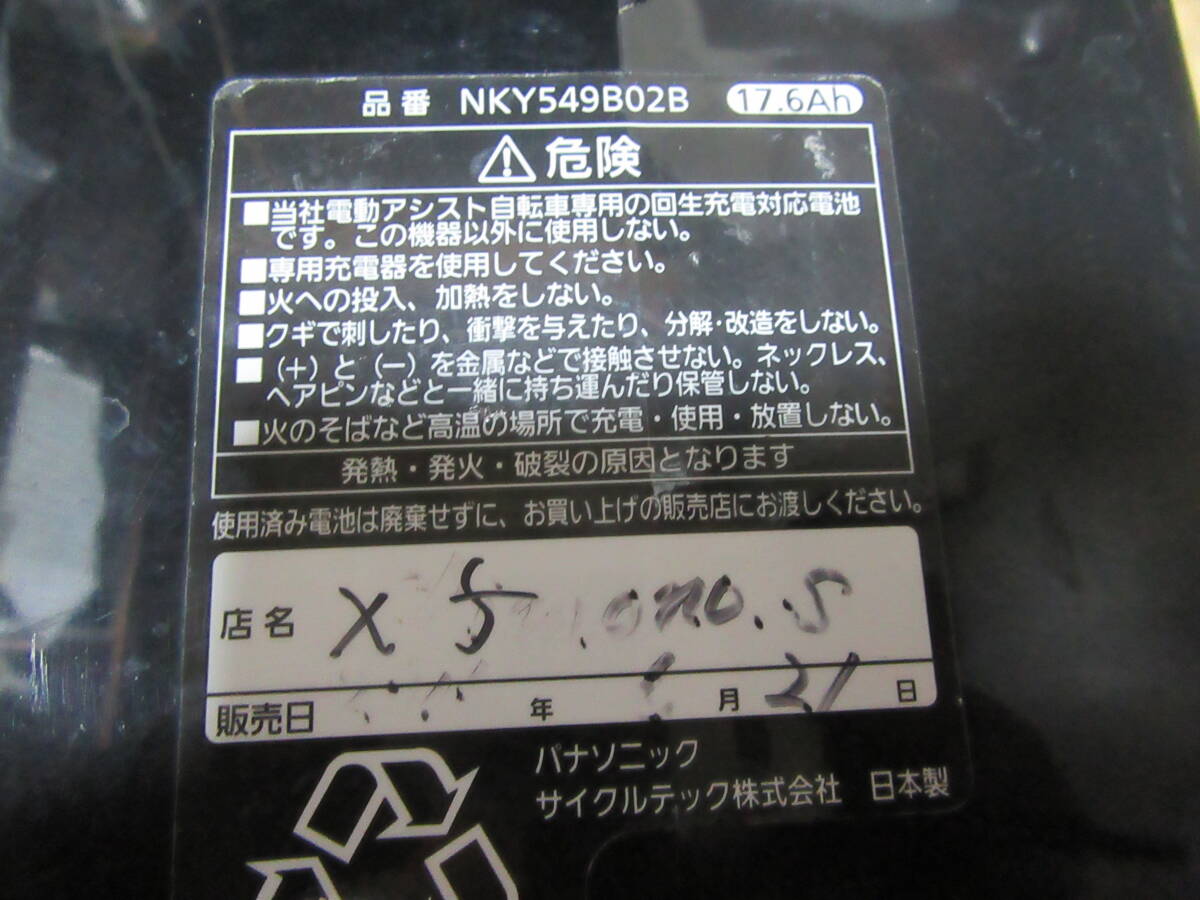 品番 NKY549B02B 17.6Ah
⚠危険
■当社電動アシスト自転車専用の回生充電対応電池
です。この機器以外に使用しない。
■専用充電器を使用してください。
■火への投入、加熱をしない。
■クギで刺したり、衝撃を与えたり、分解・改造をしない。
■(+)と(−)を金属などで接触させない。ネックレス、
ヘアピンなどと一緒に持ち運んだり保管しない。
■火のそばなど高温の場所で充電・使用・放置しない。
発熱・発火・破裂の原因となります
使用済み電池は廃棄せずに、お買い上げの販売店にお渡しください。
店名 X 5
販売日 年 月 21 日
パナソニック
サイクルテック株式会社 日本製